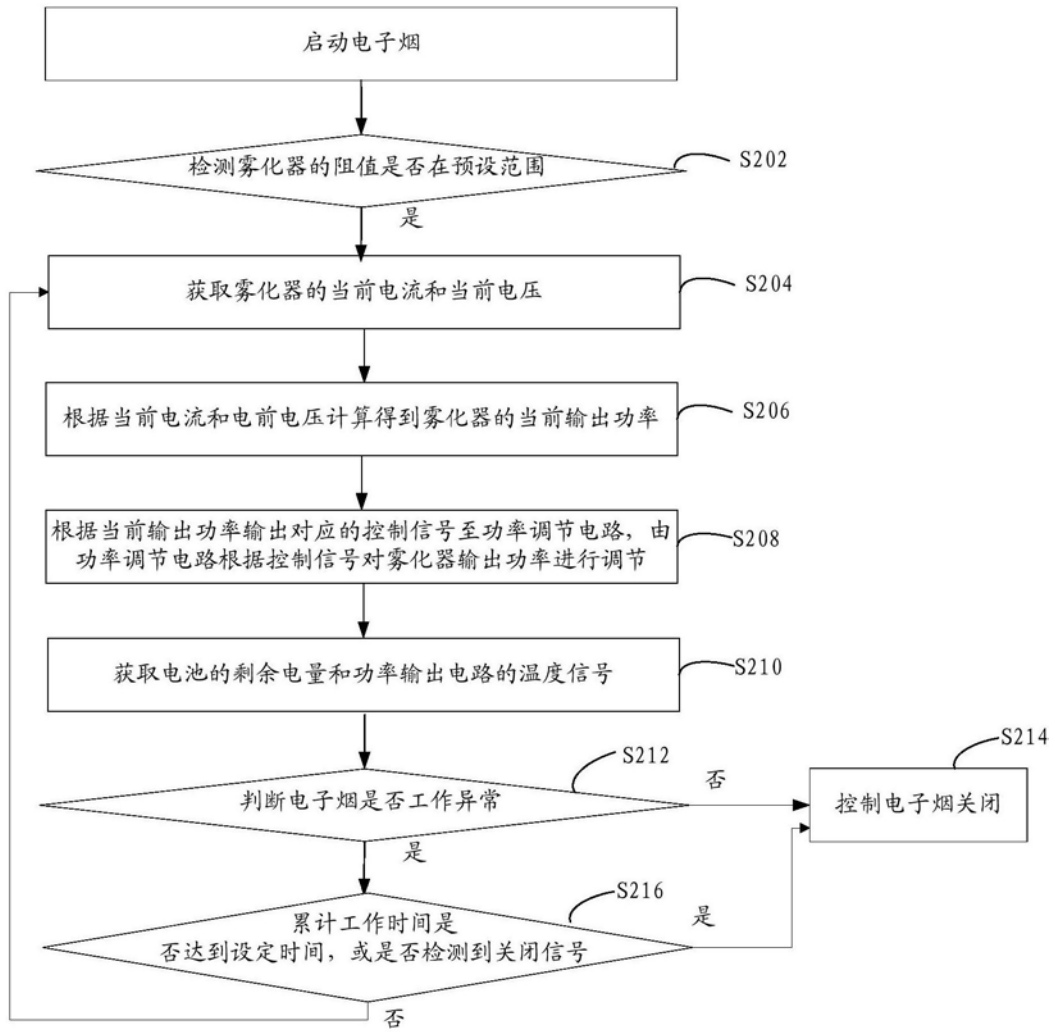 启动电子烟
检测雾化器的阻值是否在预设范围
S202
是
获取雾化器的当前电流和当前电压
S204
根据当前电流和电前电压计算得到雾化器的当前输出功率
S206
根据当前输出功率输出对应的控制信号至功率调节电路，由
功率调节电路根据控制信号对雾化器输出功率进行调节
S208
获取电池的剩余电量和功率输出电路的温度信号
S210
判断电子烟是否工作异常
S212
否
控制电子烟关闭
S214
是
累计工作时间是
否达到设定时间，或是否检测到关闭信号
S216
是
否